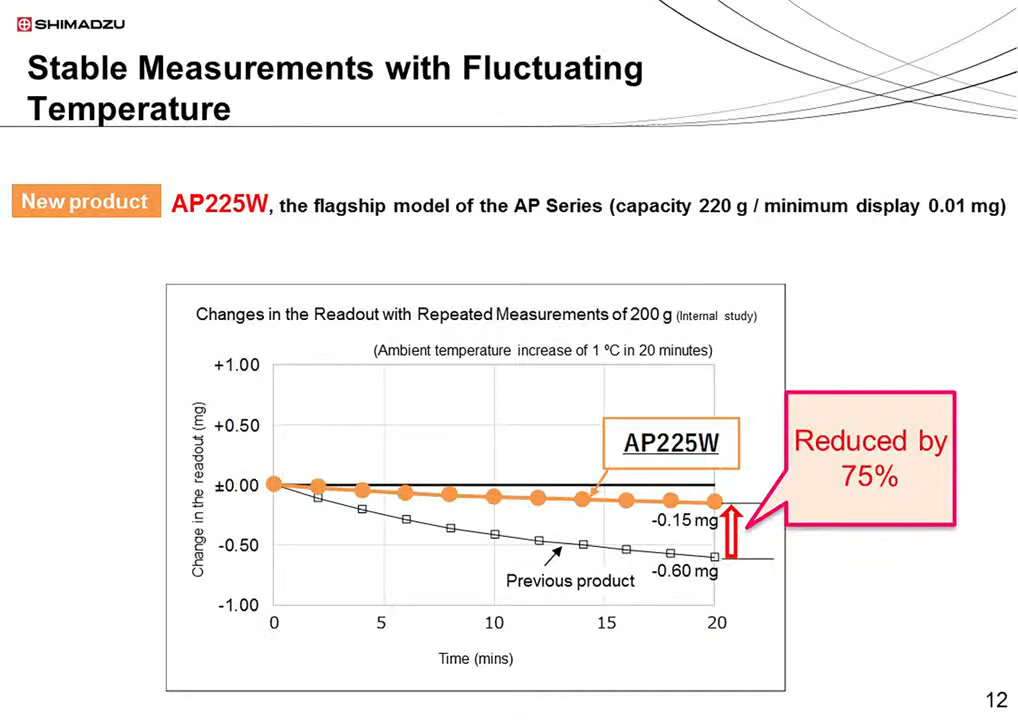 SHIMADZU
Stable Measurements with Fluctuating
Temperature
New product
AP225W, the flagship model of the AP Series (capacity 220 g / minimum display 0.01 mg)
Changes in the Readout with Repeated Measurements of 200 g (Internal study)
(Ambient temperature increase of 1 ºC in 20 minutes)
Change in the readout (mg)
+1.00
+0.50
±0.00
-0.50
-1.00
AP225W
Reduced by
75%
-0.15 mg
-0.60 mg
Previous product
0 5 10 15 20
Time (mins)
12